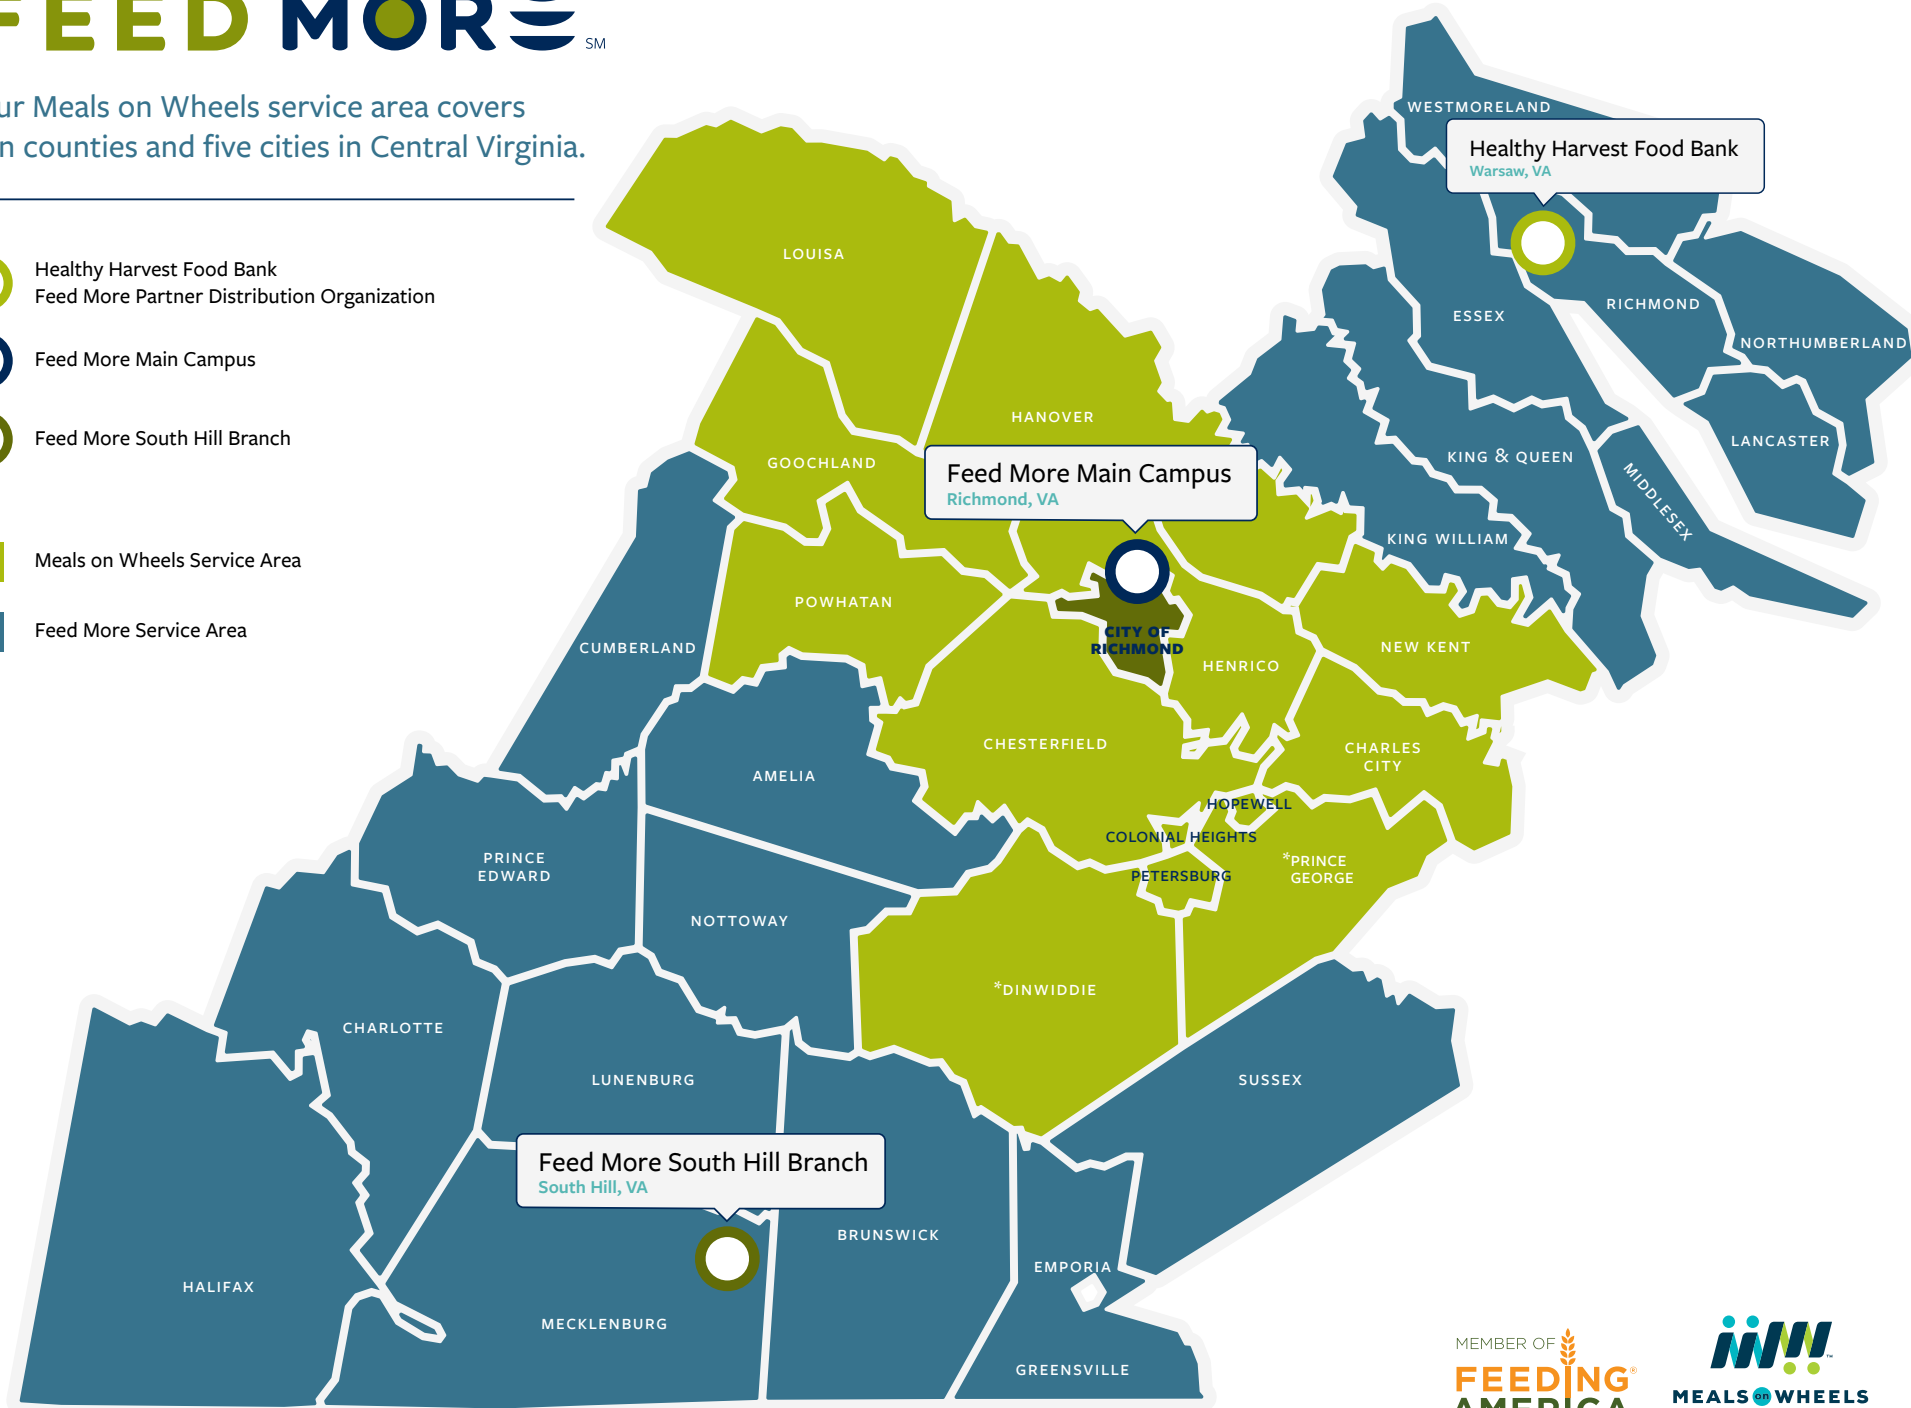 FEED MORE SM
ur Meals on Wheels service area covers
n counties and five cities in Central Virginia.
Healthy Harvest Food Bank
Feed More Partner Distribution Organization
Feed More Main Campus
Feed More South Hill Branch
Meals on Wheels Service Area
Feed More Service Area
WESTMORELAND
Healthy Harvest Food Bank
Warsaw, VA
LOUISA
RICHMOND
ESSEX
NORTHUMBERLAND
HANOVER
LANCASTER
KING & QUEEN
GOOCHLAND
Feed More Main Campus
Richmond, VA
MIDDLESEX
KING WILLIAM
POWHATAN
CITY OF
RICHMOND
CUMBERLAND
NEW KENT
HENRICO
CHESTERFIELD
CHARLES
CITY
AMELIA
HOPEWELL
COLONIAL HEIGHTS
PRINCE
EDWARD
*PRINCE
GEORGE
PETERSBURG
NOTTOWAY
*DINWIDDIE
CHARLOTTE
LUNENBURG
SUSSEX
Feed More South Hill Branch
South Hill, VA
BRUNSWICK
EMPORIA
HALIFAX
MECKLENBURG
GREENSVILLE
MEMBER OF
FEEDING®
AMERICA
™
MEALS on WHEELS